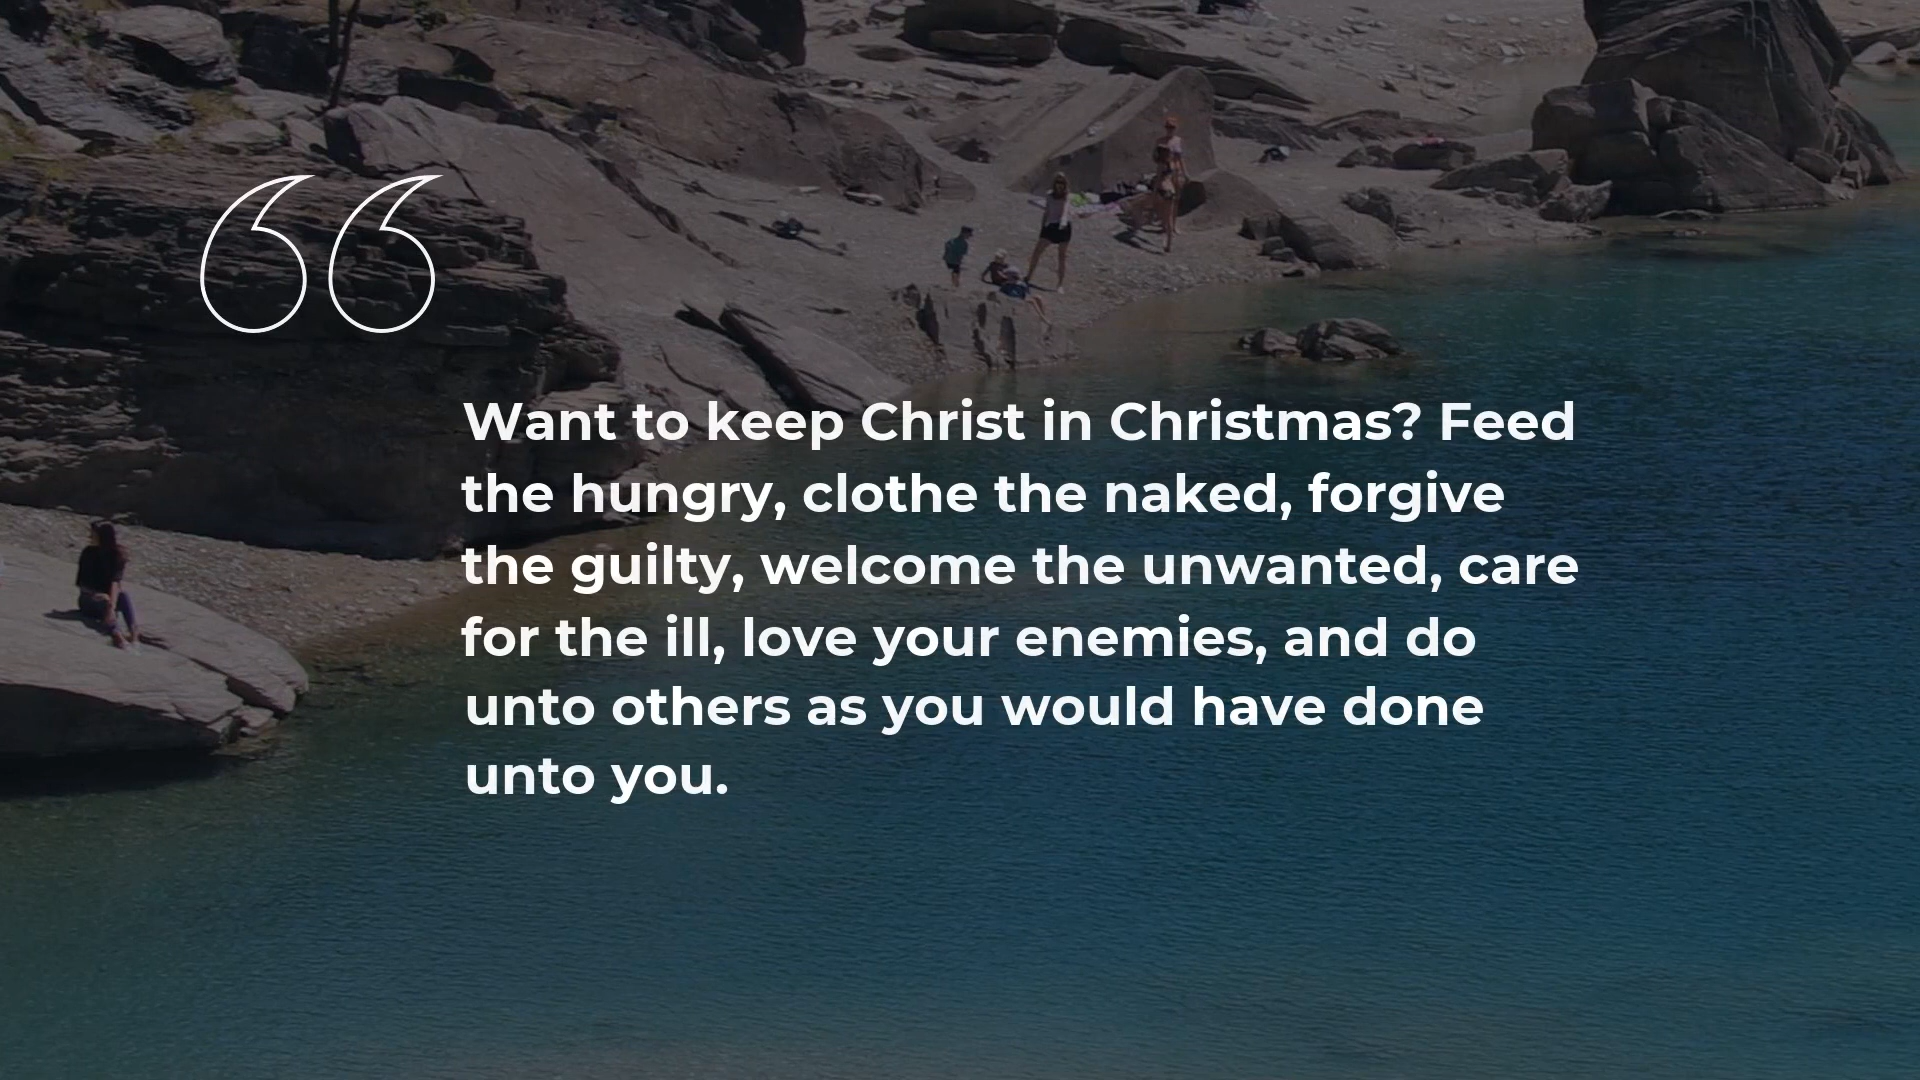 “
Want to keep Christ in Christmas? Feed
the hungry, clothe the naked, forgive
the guilty, welcome the unwanted, care
for the ill, love your enemies, and do
unto others as you would have done
unto you.